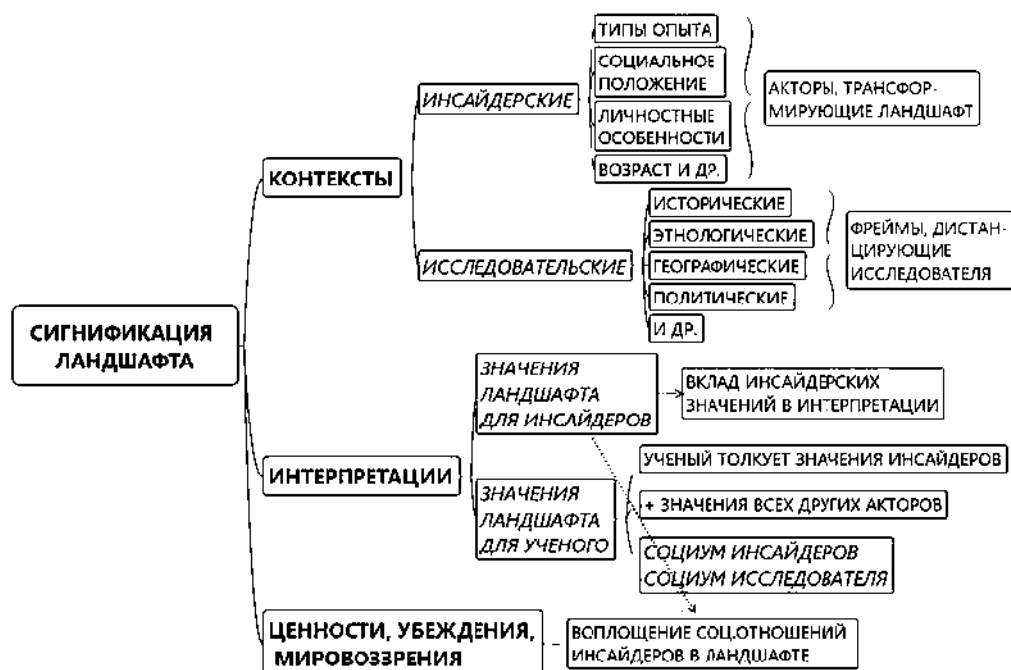 СИГНИФИКАЦИЯ
ЛАНДШАФТА
КОНТЕКСТЫ
ИНСАЙДЕРСКИЕ
ТИПЫ ОПЫТА
СОЦИАЛЬНОЕ
ПОЛОЖЕНИЕ
ЛИЧНОСТНЫЕ
ОСОБЕННОСТИ
ВОЗРАСТ И ДР.
АКТОРЫ, ТРАНСФОР-
МИРУЮЩИЕ ЛАНДШАФТ
ИССЛЕДОВАТЕЛЬСКИЕ
ИСТОРИЧЕСКИЕ
ЭТНОЛОГИЧЕСКИЕ
ГЕОГРАФИЧЕСКИЕ
ПОЛИТИЧЕСКИЕ
И ДР.
ФРЕЙМЫ, ДИСТАН-
ЦИРУЮЩИЕ
ИССЛЕДОВАТЕЛЯ
ИНТЕРПРЕТАЦИИ
ЗНАЧЕНИЯ
ЛАНДШАФТА
ДЛЯ ИНСАЙДЕРОВ
ВКЛАД ИНСАЙДЕРСКИХ
ЗНАЧЕНИЙ В ИНТЕРПРЕТАЦИИ
ЗНАЧЕНИЯ
ЛАНДШАФТА
ДЛЯ УЧЕНОГО
УЧЕНЫЙ ТОЛКУЕТ ЗНАЧЕНИЯ ИНСАЙДЕРОВ
+ ЗНАЧЕНИЯ ВСЕХ ДРУГИХ АКТОРОВ
СОЦИУМ ИНСАЙДЕРОВ
СОЦИУМ ИССЛЕДОВАТЕЛЯ
ЦЕННОСТИ, УБЕЖДЕНИЯ,
МИРОВОЗЗРЕНИЯ
ВОПЛОЩЕНИЕ СОЦ.ОТНОШЕНИЙ
ИНСАЙДЕРОВ В ЛАНДШАФТЕ